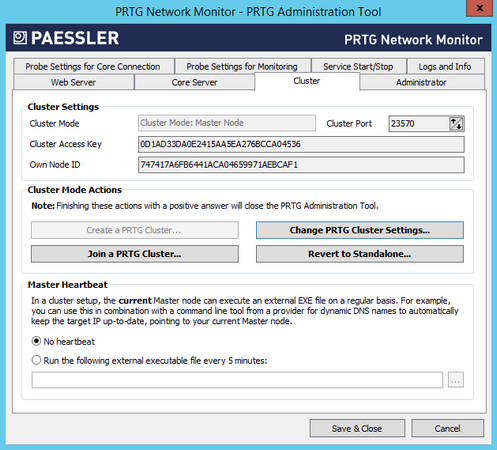 PRTG Network Monitor - PRTG Administration Tool
x
PAESSLER
PRTG Network Monitor
Probe Settings for Core Connection
Probe Settings for Monitoring
Service Start/Stop
Logs and Info
Web Server
Core Server
Cluster
Administrator
Cluster Settings
Cluster Mode
Cluster Mode: Master Node
Cluster Port
23570
Cluster Access Key
0D1AD33DA0E2415AA5EA276BCCA04536
Own Node ID
747417A6FB6441ACA04659971AEBCAF1
Cluster Mode Actions
Note: Finishing these actions with a positive answer will close the PRTG Administration Tool.
Create a PRTG Cluster...
Change PRTG Cluster Settings...
Join a PRTG Cluster...
Revert to Standalone...
Master Heartbeat
In a cluster setup, the current Master node can execute an external EXE file on a regular basis. For example,
you can use this in combination with a command line tool from a provider for dynamic DNS names to automatically
keep the target IP up-to-date, pointing to your current Master node.
No heartbeat
Run the following external executable file every 5 minutes:
...
Save & Close
Cancel